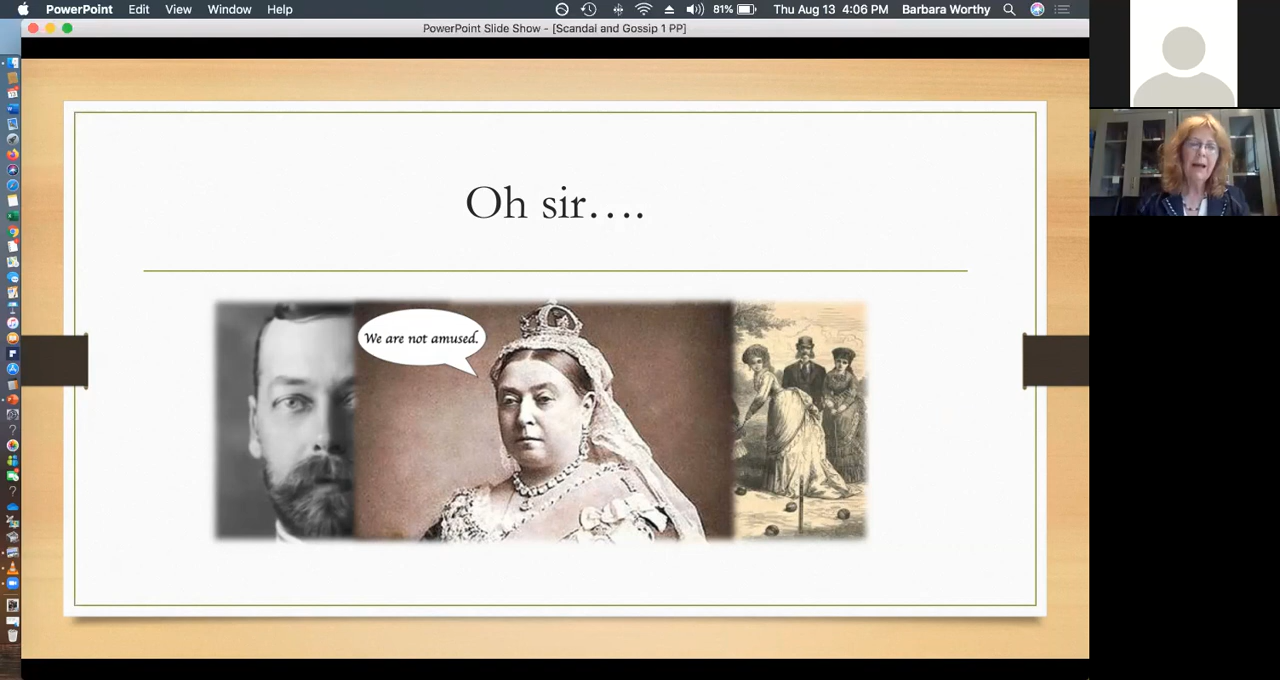 PowerPoint Edit View Window Help 81% Thu Aug 13 4:06 PM Barbara Worthy
PowerPoint Slide Show - [Scandal and Gossip 1 PP]
Oh sir....
We are not amused.